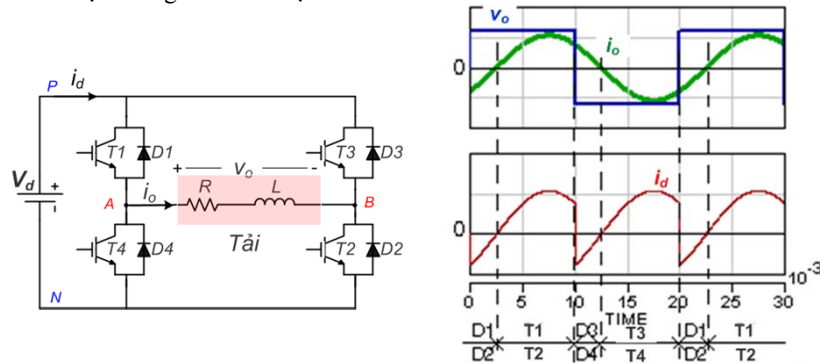 P
i_d
T1
D1
T3
D3
+ v_o -
V_d
+
-
A
i_o
R
L
B
Tải
T4
D4
T2
D2
N
v_o
i_o
0
i_d
0
10^-3
0 5 10 15 20 25 30
TIME
D1 T1 D3 T3 D1 T1
D2 T2 D4 T4 D2 T2